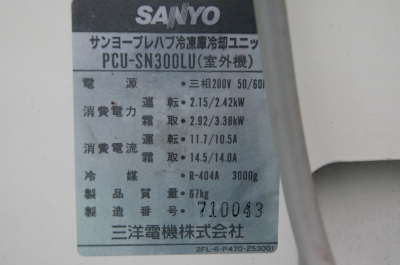 SANYO
サンヨープレハブ冷凍庫冷却ユニッ
PCU-SN300LU(室外機)
電源・三相200V 50/60
消費電力 運転・2.15/2.42kW
霜取・2.92/3.38kW
消費電流 運転・11.7/10.5A
霜取・14.5/14.0A
冷媒・R-404A 3000g
製品質量・67kg
製造番号・710043
三洋電機株式会社
2FL-6-P470-253001